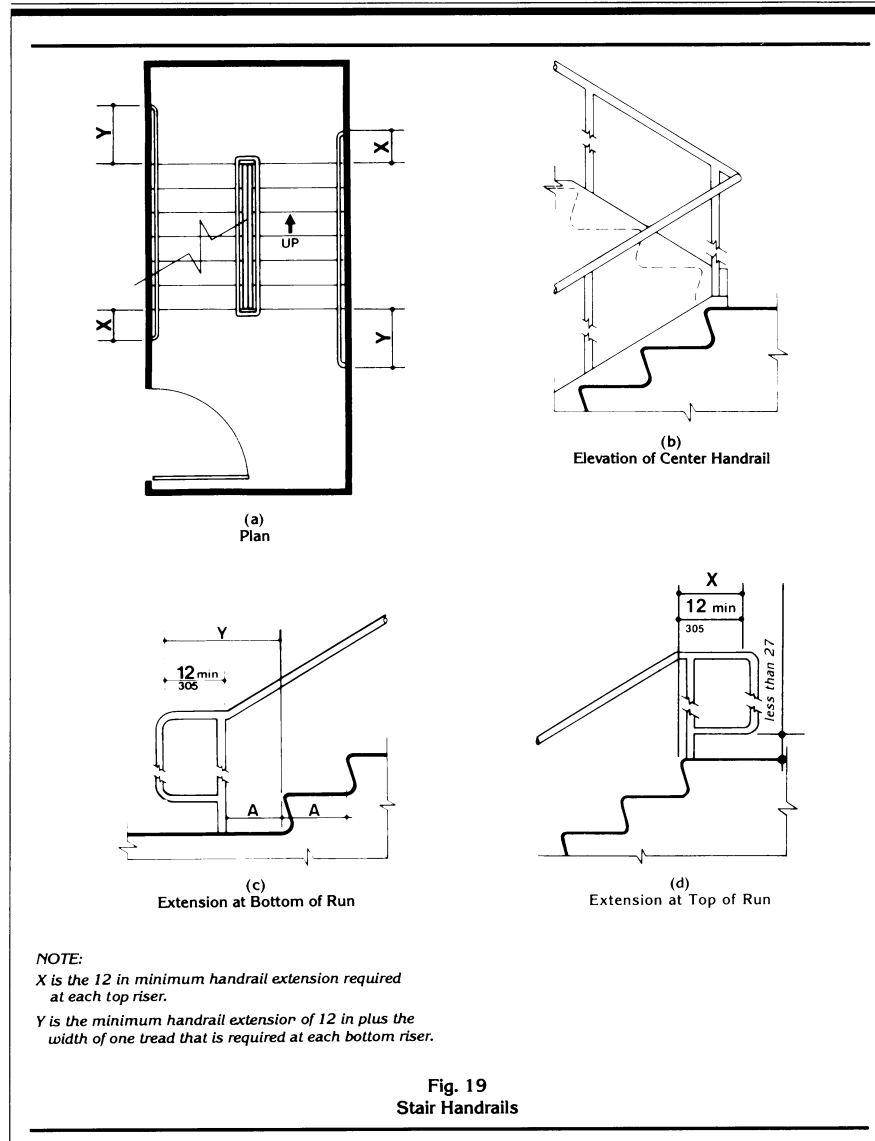 Y
X
UP
X
Y
(a)
Plan
(b)
Elevation of Center Handrail
Y
12 min
305
A
A
(c)
Extension at Bottom of Run
X
12 min
305
less than 27
(d)
Extension at Top of Run
NOTE:
X is the 12 in minimum handrail extension required
at each top riser.
Y is the minimum handrail extension of 12 in plus the
width of one tread that is required at each bottom riser.
Fig. 19
Stair Handrails